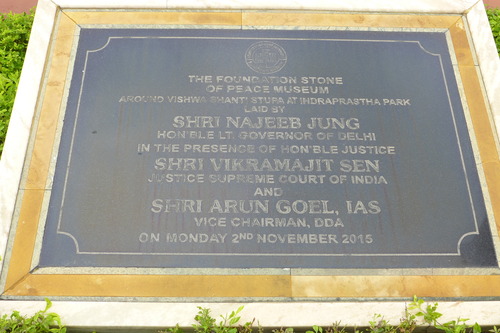 THE FOUNDATION STONE
OF PEACE MUSEUM
AROUND VISHWA SHANTI STUPA AT INDRAPRASTHA PARK
LAID BY
SHRI NAJEEB JUNG
HON'BLE LT. GOVERNOR OF DELHI
IN THE PRESENCE OF HON'BLE JUSTICE
SHRI VIKRAMAJIT SEN
JUSTICE SUPREME COURT OF INDIA
AND
SHRI ARUN GOEL, IAS
VICE CHAIRMAN, DDA
ON MONDAY 2ND NOVEMBER 2015